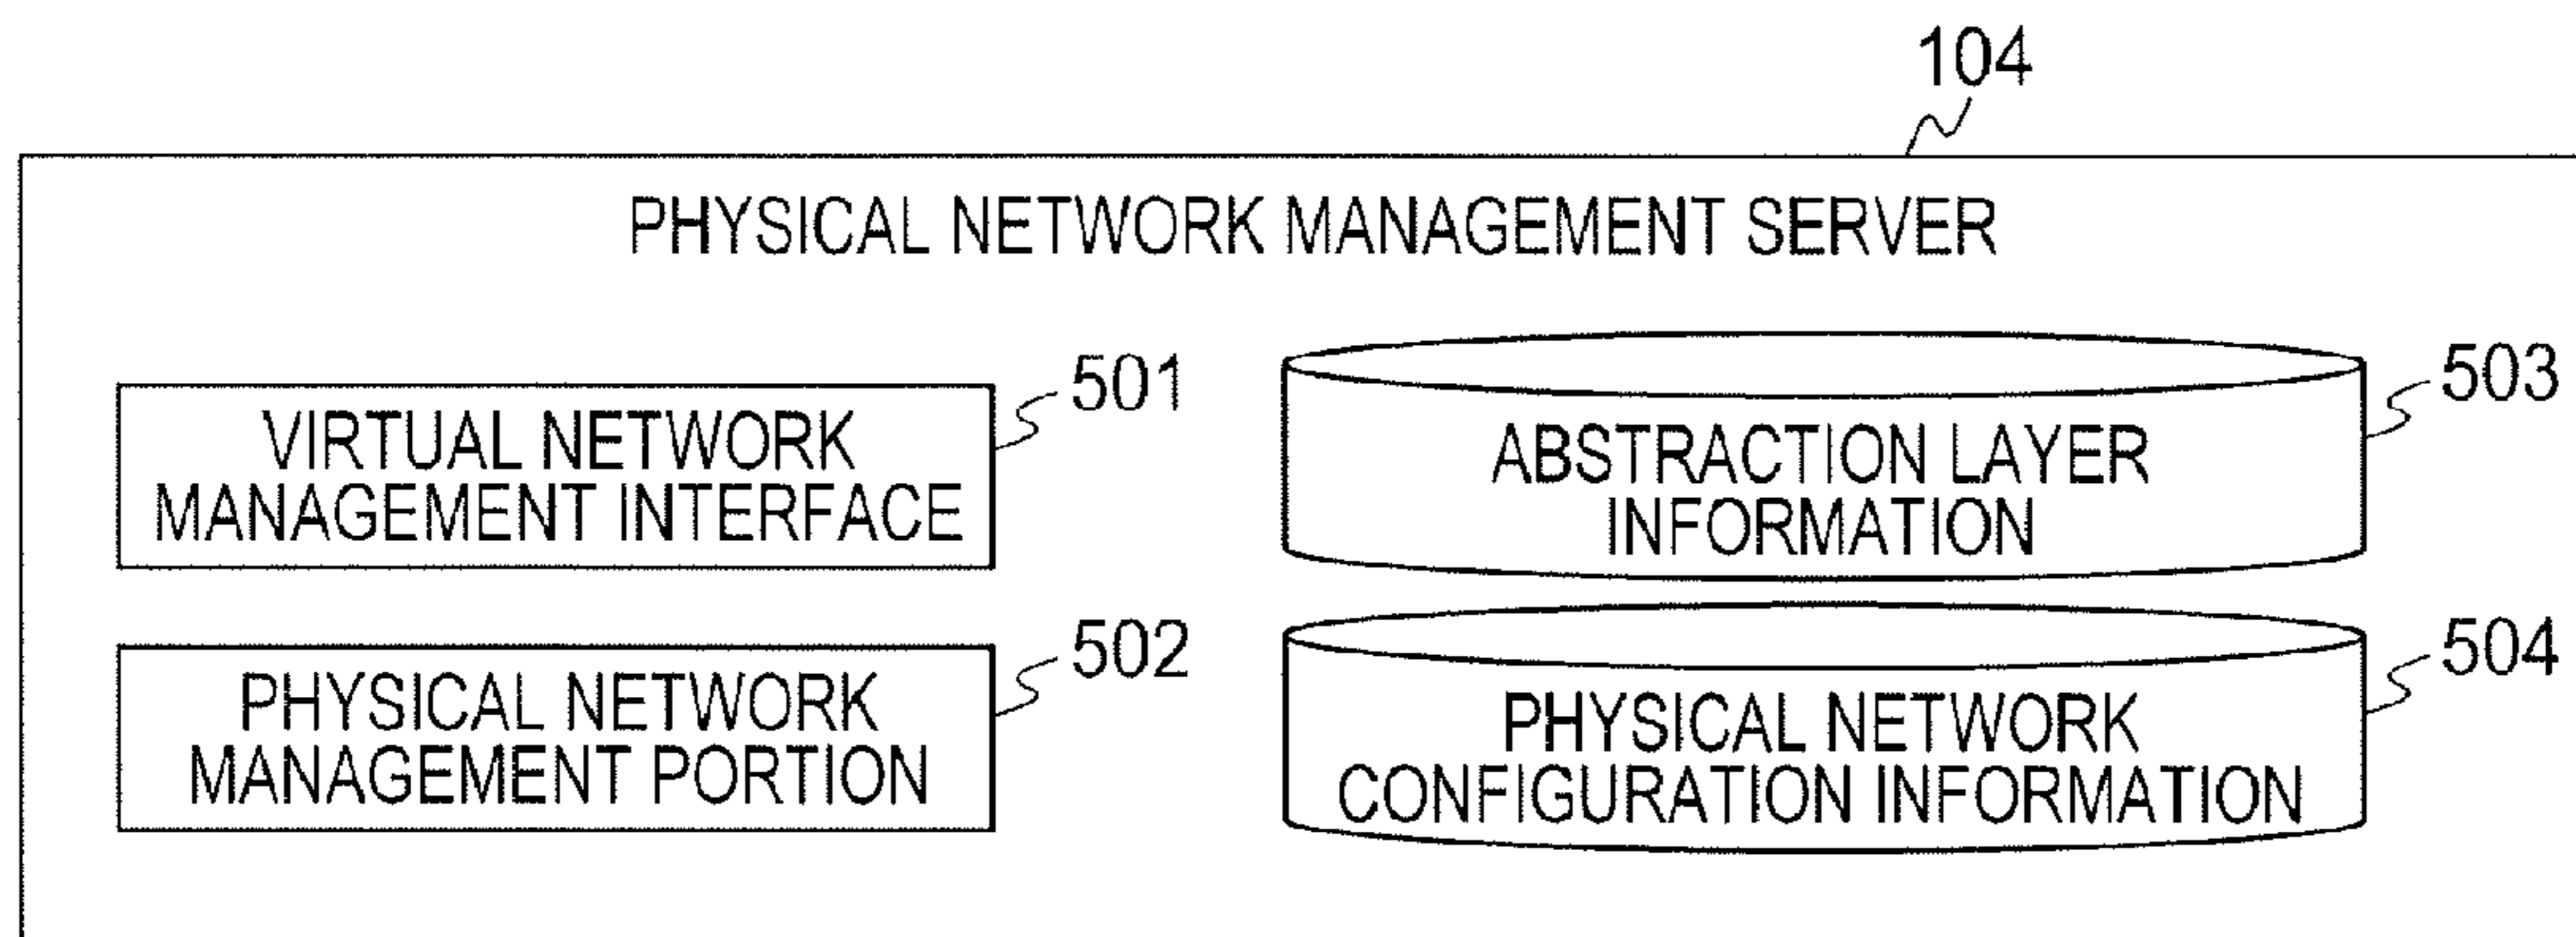 104
PHYSICAL NETWORK MANAGEMENT SERVER
VIRTUAL NETWORK
MANAGEMENT INTERFACE
501
ABSTRACTION LAYER
INFORMATION
503
PHYSICAL NETWORK
MANAGEMENT PORTION
502
PHYSICAL NETWORK
CONFIGURATION INFORMATION
504